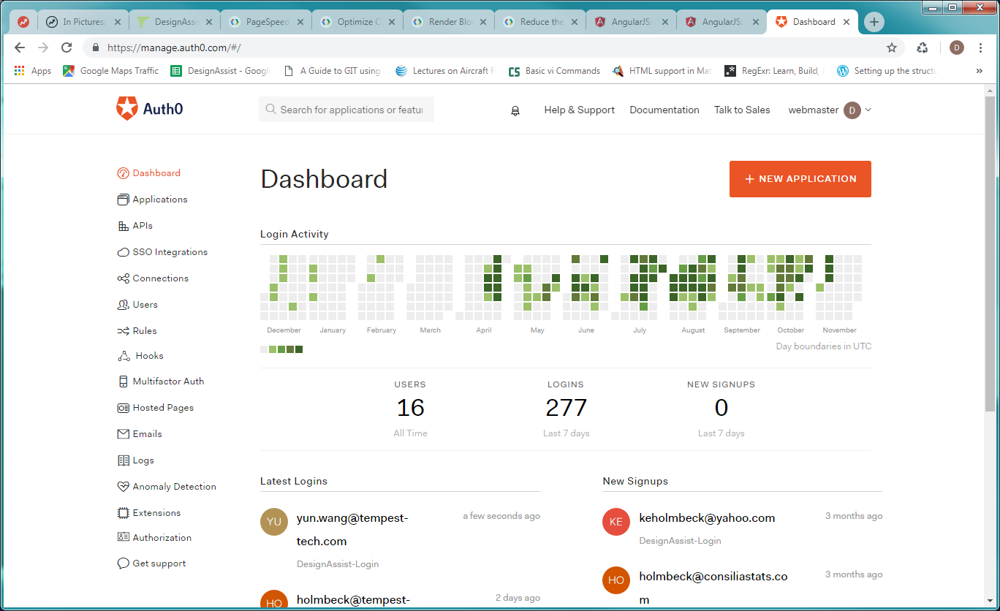 In Pictures:
DesignAssis
PageSpeed
Optimize C
Render Bloc
Reduce the
AngularJS:
AngularJS:
Dashboard
https://manage.auth0.com/#/
D
Apps
Google Maps Traffic
DesignAssist - Google
A Guide to GIT using
Lectures on Aircraft F
CS Basic vi Commands
HTML support in Mat
RegExr: Learn, Build, &
Setting up the structu
»
Auth0
Search for applications or featur
Help & Support
Documentation
Talk to Sales
webmaster
D
Dashboard
Applications
APIs
SSO Integrations
Connections
Users
Rules
Hooks
Multifactor Auth
Hosted Pages
Emails
Logs
Anomaly Detection
Extensions
Authorization
Get support
Dashboard
+ NEW APPLICATION
Login Activity
December January February March April May June July August September October November
Day boundaries in UTC
USERS
16
All Time
LOGINS
277
Last 7 days
NEW SIGNUPS
0
Last 7 days
Latest Logins
YU
yun.wang@tempest-
tech.com
a few seconds ago
DesignAssist-Login
HO
holmbeck@tempest-
2 days ago
New Signups
KE
keholmbeck@yahoo.com
3 months ago
DesignAssist-Login
HO
holmbeck@consiliastats.co
m
3 months ago